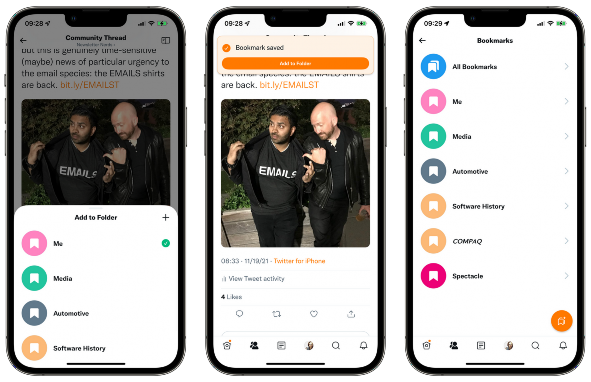 09:28
Community Thread
Newsletter Nerds
but this is genuinely time-sensitive
(maybe) news of particular urgency to
the email species: the EMAILS shirts
are back. bit.ly/EMAILST
EMAILS
Add to Folder
Me
Media
Automotive
Software History
09:28
Bookmark saved
Add to Folder
the email species: the EMAILS shirts
are back. bit.ly/EMAILST
EMAILS
08:33 · 11/19/21 · Twitter for iPhone
View Tweet activity
4 Likes
09:29
Bookmarks
All Bookmarks
Me
Media
Automotive
Software History
COMPAQ
Spectacle